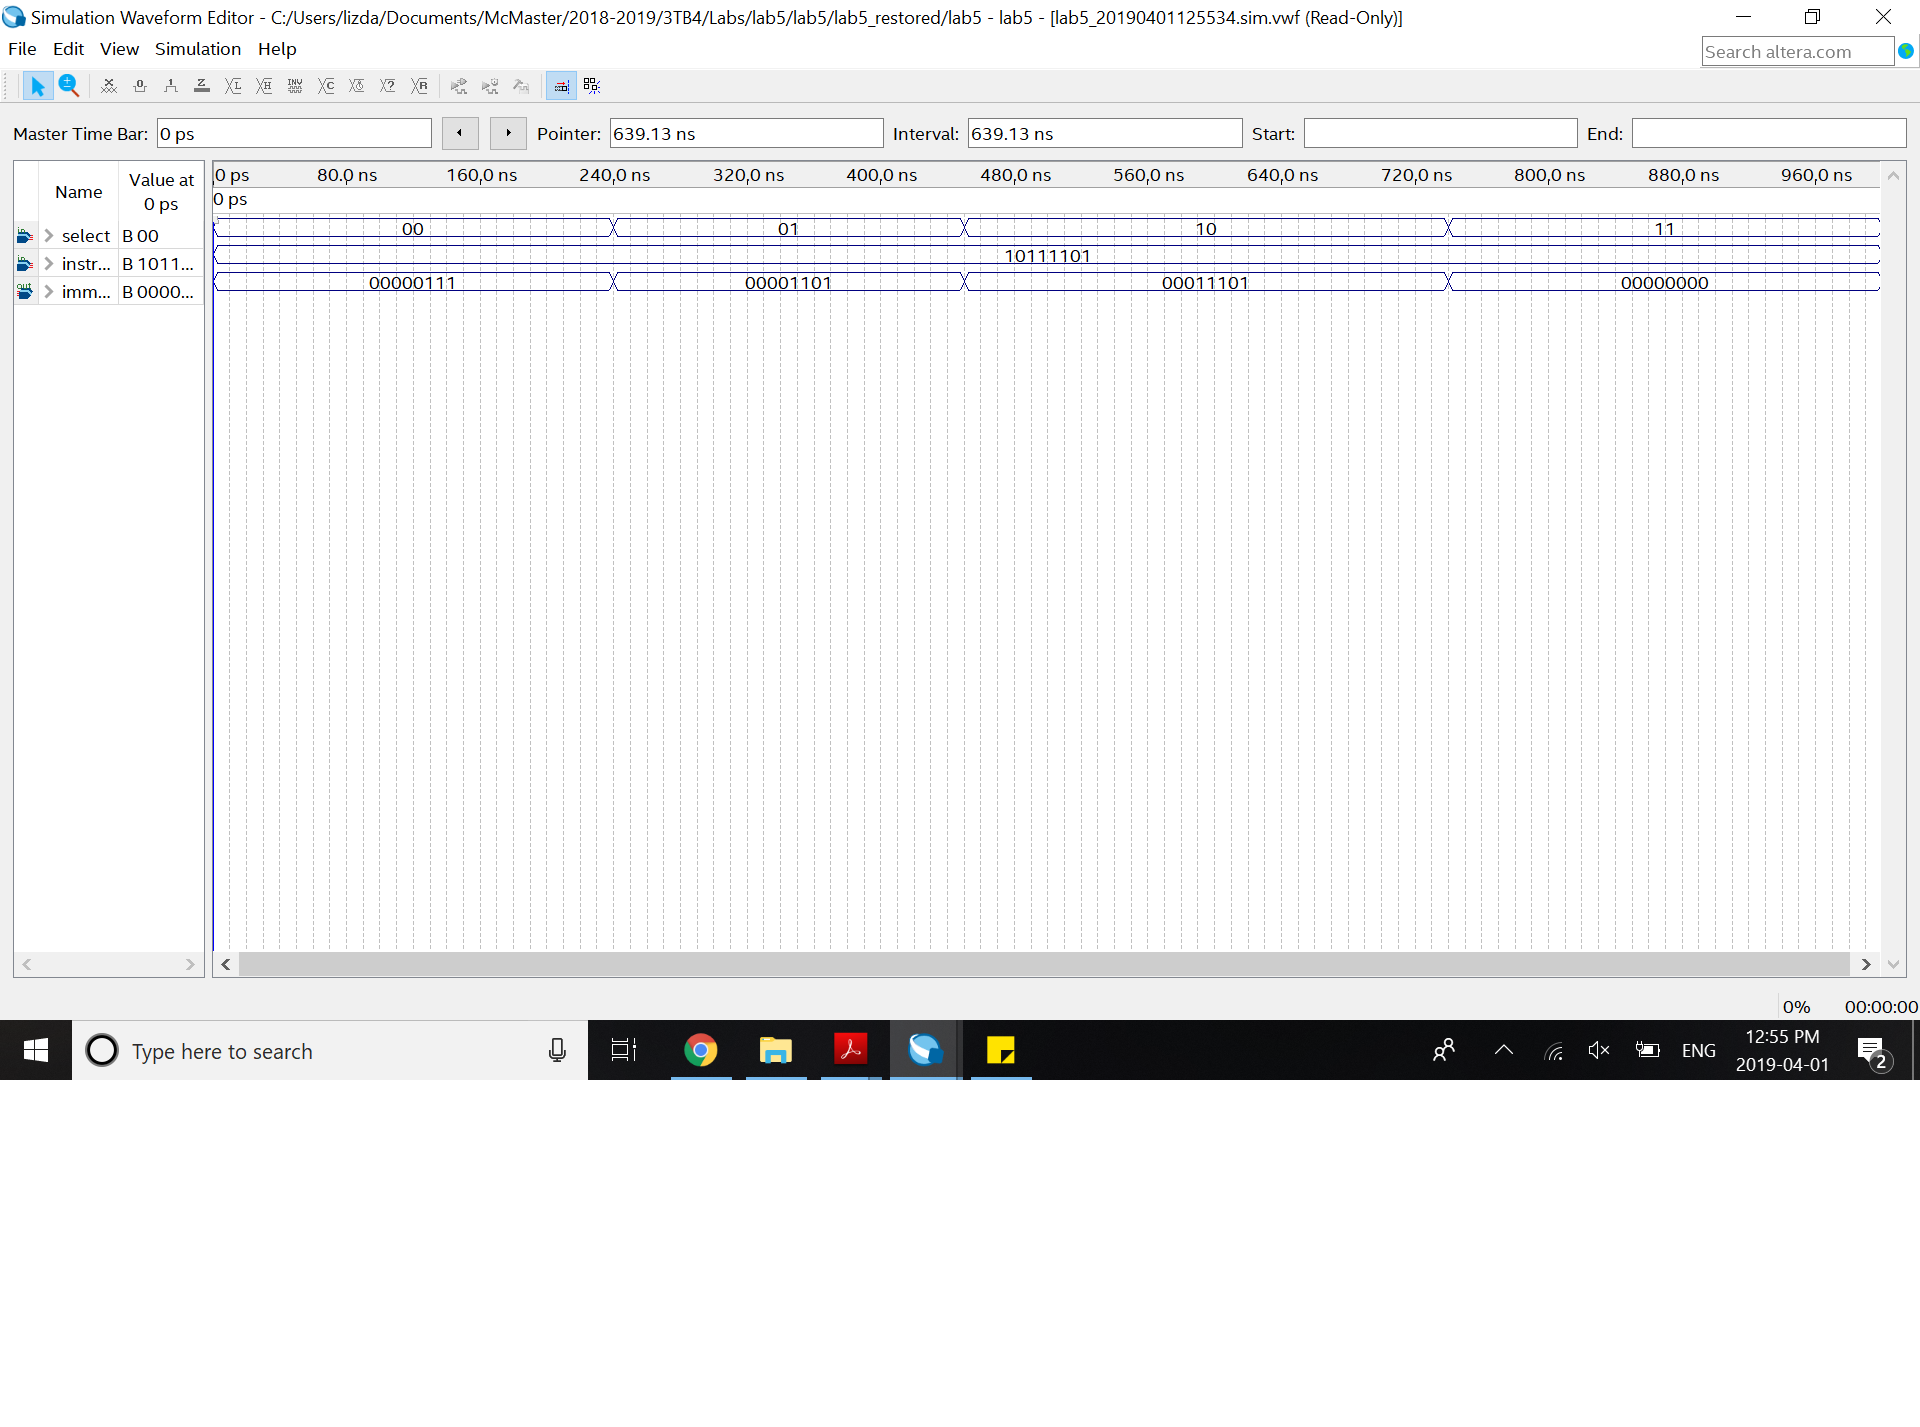 Simulation Waveform Editor - C:/Users/lizda/Documents/McMaster/2018-2019/3TB4/Labs/lab5/lab5/lab5_restored/lab5 - lab5 - [lab5_20190401125534.sim.vwf (Read-Only)]
File Edit View Simulation Help
Search altera.com
Master Time Bar: 0 ps Pointer: 639.13 ns Interval: 639.13 ns Start: End:
Name Value at 0 ps
0 ps 80.0 ns 160,0 ns 240,0 ns 320,0 ns 400,0 ns 480,0 ns 560,0 ns 640,0 ns 720,0 ns 800,0 ns 880,0 ns 960,0 ns
0 ps
select B 00 00 01 10 11
instr... B 1011... 10111101
imm... B 0000... 00000111 00001101 00011101 00000000
0% 00:00:00
Type here to search
ENG
12:55 PM
2019-04-01
2